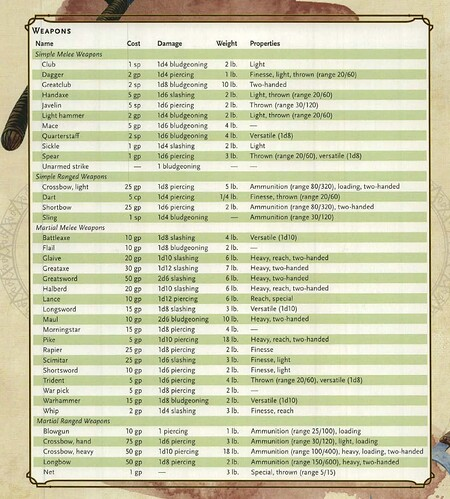 WEAPONS
Name Cost Damage Weight Properties
Simple Melee Weapons
Club 1 sp 1d4 bludgeoning 2 lb. Light
Dagger 2 gp 1d4 piercing 1 lb. Finesse, light, thrown (range 20/60)
Greatclub 2 sp 1d8 bludgeoning 10 lb. Two-handed
Handaxe 5 gp 1d6 slashing 2 lb. Light, thrown (range 20/60)
Javelin 5 sp 1d6 piercing 2 lb. Thrown (range 30/120)
Light hammer 2 gp 1d4 bludgeoning 2 lb. Light, thrown (range 20/60)
Mace 5 gp 1d6 bludgeoning 4 lb. —
Quarterstaff 2 sp 1d6 bludgeoning 4 lb. Versatile (1d8)
Sickle 1 gp 1d4 slashing 2 lb. Light
Spear 1 gp 1d6 piercing 3 lb. Thrown (range 20/60), versatile (1d8)
Unarmed strike — 1 bludgeoning — —
Simple Ranged Weapons
Crossbow, light 25 gp 1d8 piercing 5 lb. Ammunition (range 80/320), loading, two-handed
Dart 5 cp 1d4 piercing 1/4 lb. Finesse, thrown (range 20/60)
Shortbow 25 gp 1d6 piercing 2 lb. Ammunition (range 80/320), two-handed
Sling 1 sp 1d4 bludgeoning — Ammunition (range 30/120)
Martial Melee Weapons
Battleaxe 10 gp 1d8 slashing 4 lb. Versatile (1d10)
Flail 10 gp 1d8 bludgeoning 2 lb. —
Glaive 20 gp 1d10 slashing 6 lb. Heavy, reach, two-handed
Greataxe 30 gp 1d12 slashing 7 lb. Heavy, two-handed
Greatsword 50 gp 2d6 slashing 6 lb. Heavy, two-handed
Halberd 20 gp 1d10 slashing 6 lb. Heavy, reach, two-handed
Lance 10 gp 1d12 piercing 6 lb. Reach, special
Longsword 15 gp 1d8 slashing 3 lb. Versatile (1d10)
Maul 10 gp 2d6 bludgeoning 10 lb. Heavy, two-handed
Morningstar 15 gp 1d8 piercing 4 lb. —
Pike 5 gp 1d10 piercing 18 lb. Heavy, reach, two-handed
Rapier 25 gp 1d8 piercing 2 lb. Finesse
Scimitar 25 gp 1d6 slashing 3 lb. Finesse, light
Shortsword 10 gp 1d6 piercing 2 lb. Finesse, light
Trident 5 gp 1d6 piercing 4 lb. Thrown (range 20/60), versatile (1d8)
War pick 5 gp 1d8 piercing 2 lb. —
Warhammer 15 gp 1d8 bludgeoning 2 lb. Versatile (1d10)
Whip 2 gp 1d4 slashing 3 lb. Finesse, reach
Martial Ranged Weapons
Blowgun 10 gp 1 piercing 1 lb. Ammunition (range 25/100), loading
Crossbow, hand 75 gp 1d6 piercing 3 lb. Ammunition (range 30/120), light, loading
Crossbow, heavy 50 gp 1d10 piercing 18 lb. Ammunition (range 100/400), heavy, loading, two-handed
Longbow 50 gp 1d8 piercing 2 lb. Ammunition (range 150/600), heavy, two-handed
Net 1 gp — 3 lb. Special, thrown (range 5/15)